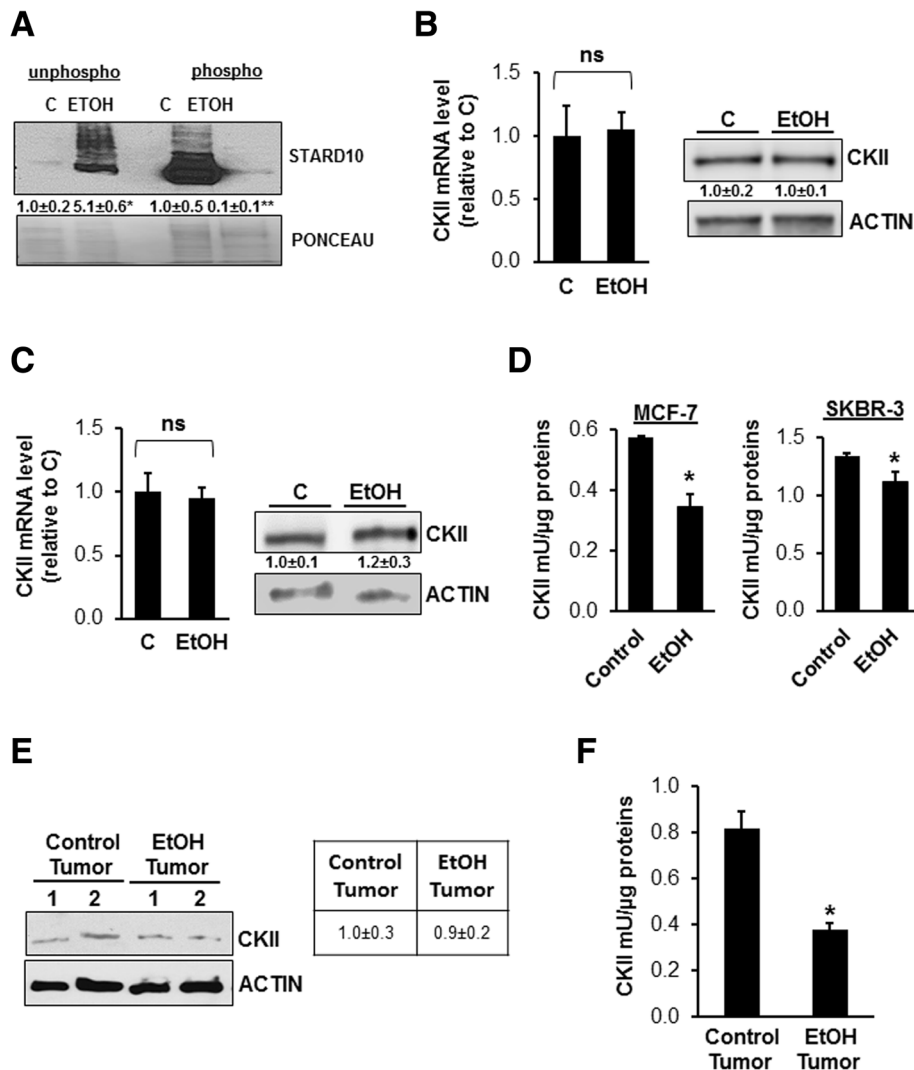 A
unphospho phospho
C ETOH C ETOH
STARD10
1.0±0.2 5.1±0.6* 1.0±0.5 0.1±0.1**
PONCEAU
B
CKII mRNA level
(relative to C)
1.5
1.0
0.5
0.0
ns
C EtOH
C EtOH
CKII
1.0±0.2 1.0±0.1
ACTIN
C
CKII mRNA level
(relative to C)
1.5
1.0
0.5
0.0
ns
C EtOH
C EtOH
CKII
1.0±0.1 1.2±0.3
ACTIN
D
MCF-7
CKII mU/µg proteins
0.6
0.4
0.2
0.0
*
Control EtOH
SKBR-3
CKII mU/µg proteins
1.5
1.0
0.5
0.0
*
Control EtOH
E
Control EtOH
Tumor Tumor
1 2 1 2
CKII
ACTIN
Control EtOH
Tumor Tumor
1.0±0.3 0.9±0.2
F
CKII mU/µg proteins
1.0
0.8
0.6
0.4
0.2
0.0
*
Control EtOH
Tumor Tumor